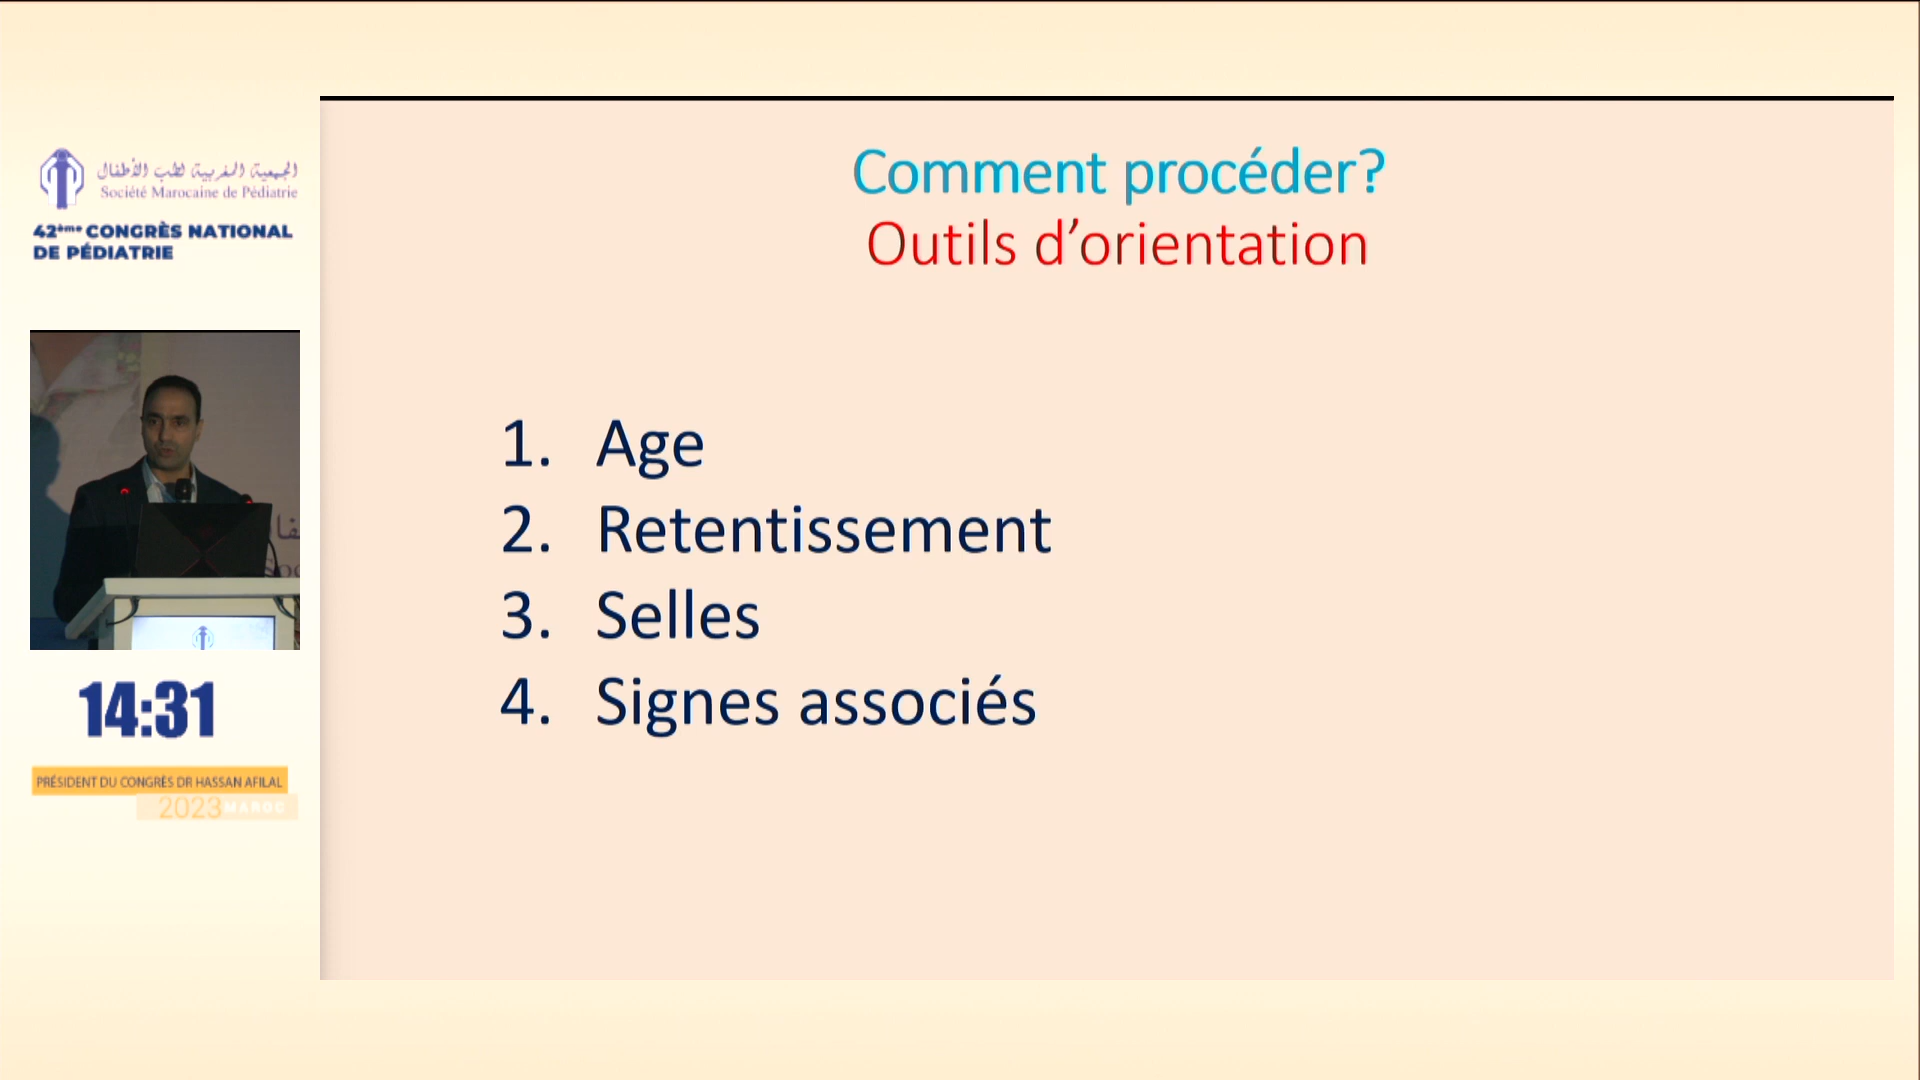 الجمعية المغربية لطب الأطفال
Société Marocaine de Pédiatrie
42ème CONGRÈS NATIONAL
DE PÉDIATRIE
14:31
PRÉSIDENT DU CONGRÈS DR HASSAN AFILAL
2023 MAROC
Comment procéder?
Outils d’orientation
1. Age
2. Retentissement
3. Selles
4. Signes associés